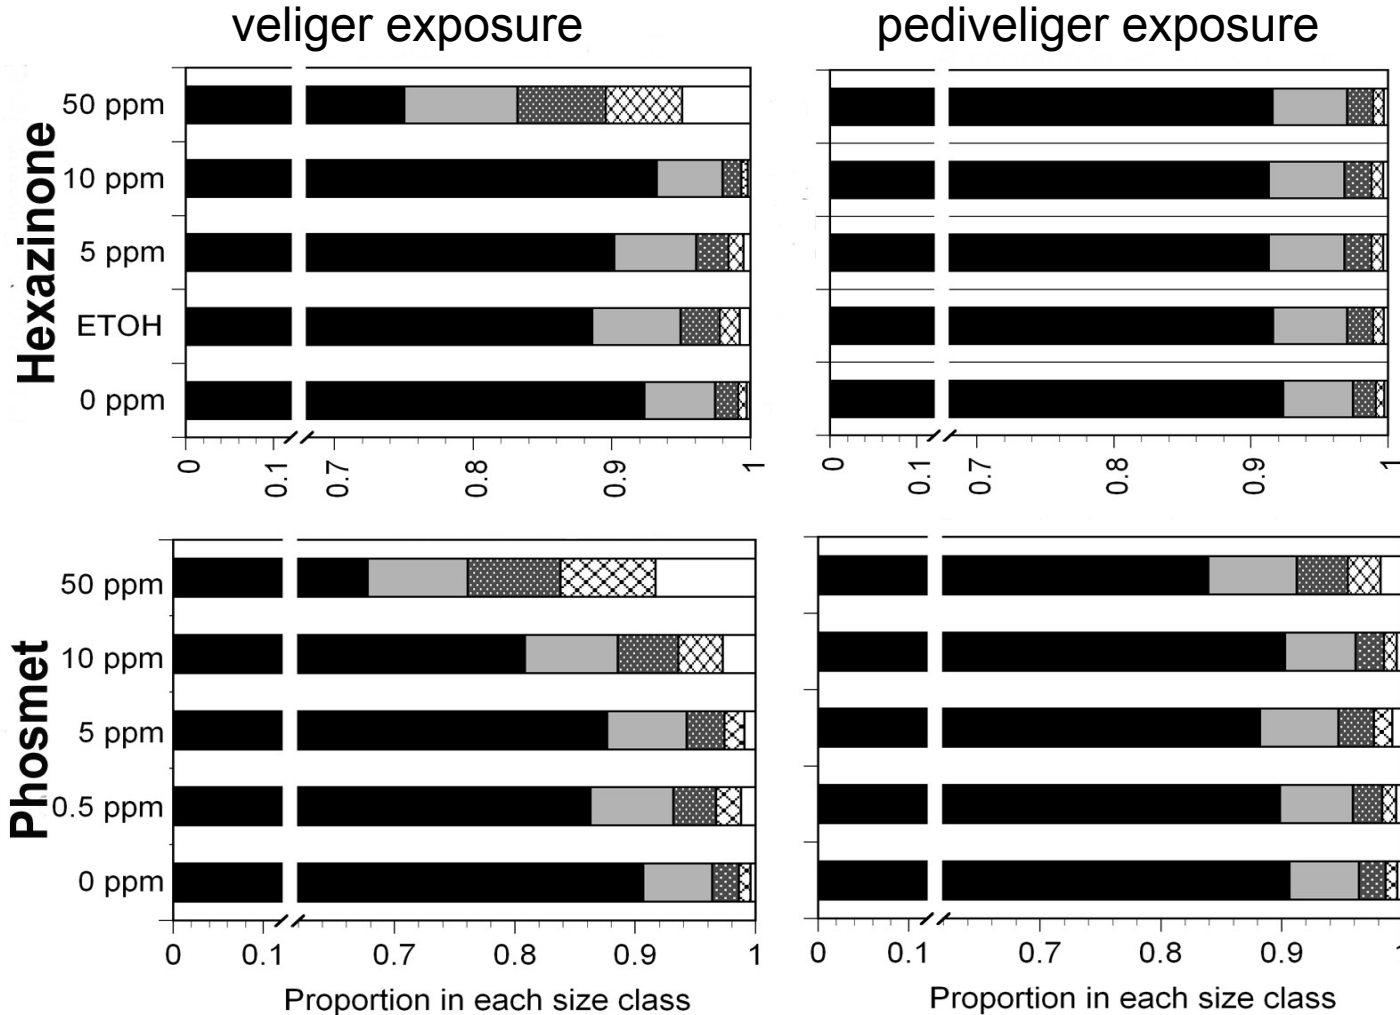 veliger exposure
pediveliger exposure
Hexazinone
50 ppm
10 ppm
5 ppm
ETOH
0 ppm
0 0.1 0.7 0.8 0.9 1
0 0.1 0.7 0.8 0.9 1
Phosmet
50 ppm
10 ppm
5 ppm
0.5 ppm
0 ppm
0 0.1 0.7 0.8 0.9 1
Proportion in each size class
0 0.1 0.7 0.8 0.9 1
Proportion in each size class